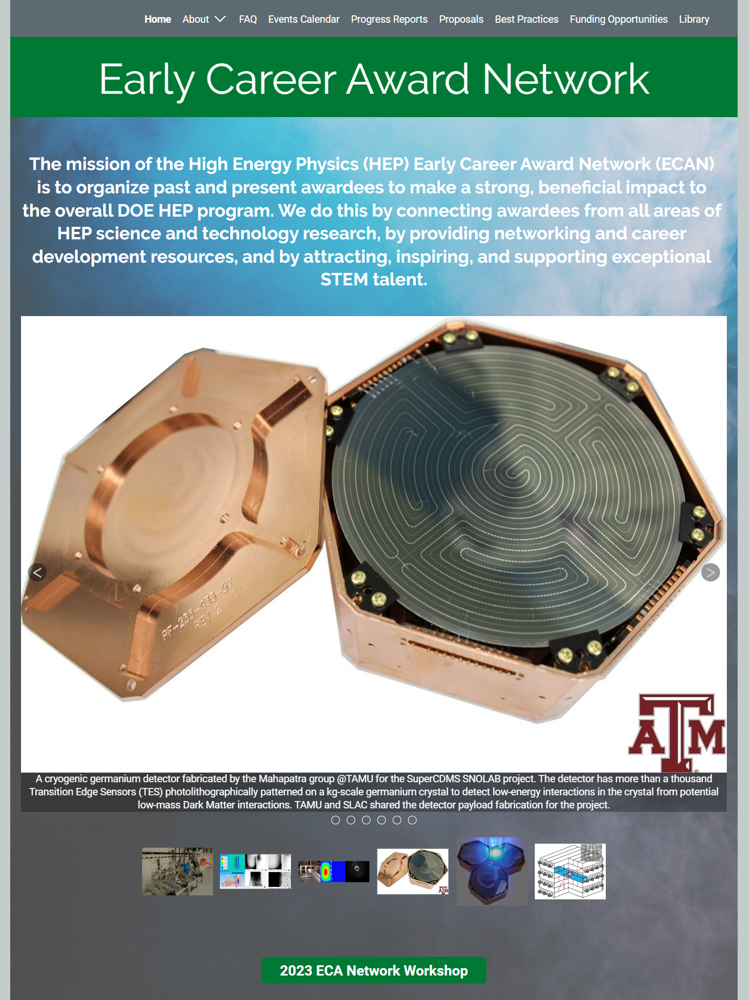 Home About FAQ Events Calendar Progress Reports Proposals Best Practices Funding Opportunities Library
Early Career Award Network
The mission of the High Energy Physics (HEP) Early Career Award Network (ECAN)
is to organize past and present awardees to make a strong, beneficial impact to
the overall DOE HEP program. We do this by connecting awardees from all areas of
HEP science and technology research, by providing networking and career
development resources, and by attracting, inspiring, and supporting exceptional
STEM talent.
PF-235-933-57
REV 2
< >
ATM
A cryogenic germanium detector fabricated by the Mahapatra group @TAMU for the SuperCDMS SNOLAB project. The detector has more than a thousand
Transition Edge Sensors (TES) photolithographically patterned on a kg-scale germanium crystal to detect low-energy interactions in the crystal from potential
low-mass Dark Matter interactions. TAMU and SLAC shared the detector payload fabrication for the project.
ATM
2023 ECA Network Workshop